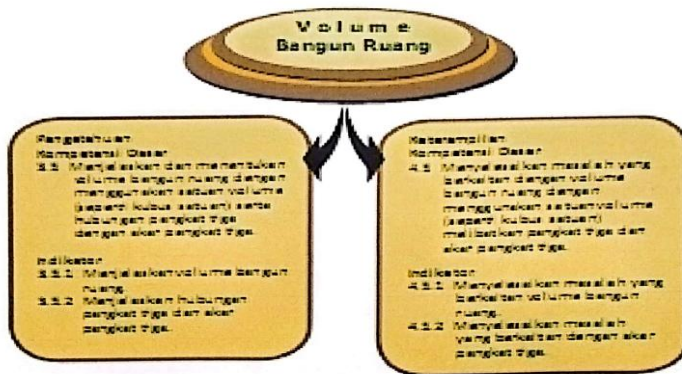 Volume
Bangun Ruang
Pengetahuan
Kompetensi Dasar
3.5 Menjelaskan dan menentukan
volume bangun ruang dengan
menggunakan satuan volume
(seperti kubus satuan) serta
hubungan pangkat tiga
dengan akar pangkat tiga.
Indikator
3.5.1 Menjelaskan volume bangun
ruang.
3.5.2 Menjelaskan hubungan
pangkat tiga dan akar
pangkat tiga.
Keterampilan
Kompetensi Dasar
4.5 Menyelesaikan masalah yang
berkaitan dengan volume
bangun ruang dengan
menggunakan satuan volume
(seperti kubus satuan)
melibatkan pangkat tiga dan
akar pangkat tiga.
Indikator
4.5.1 Menyelesaikan masalah yang
berkaitan volume bangun
ruang.
4.5.2 Menyelesaikan masalah
yang berkaitan dengan akar
pangkat tiga.